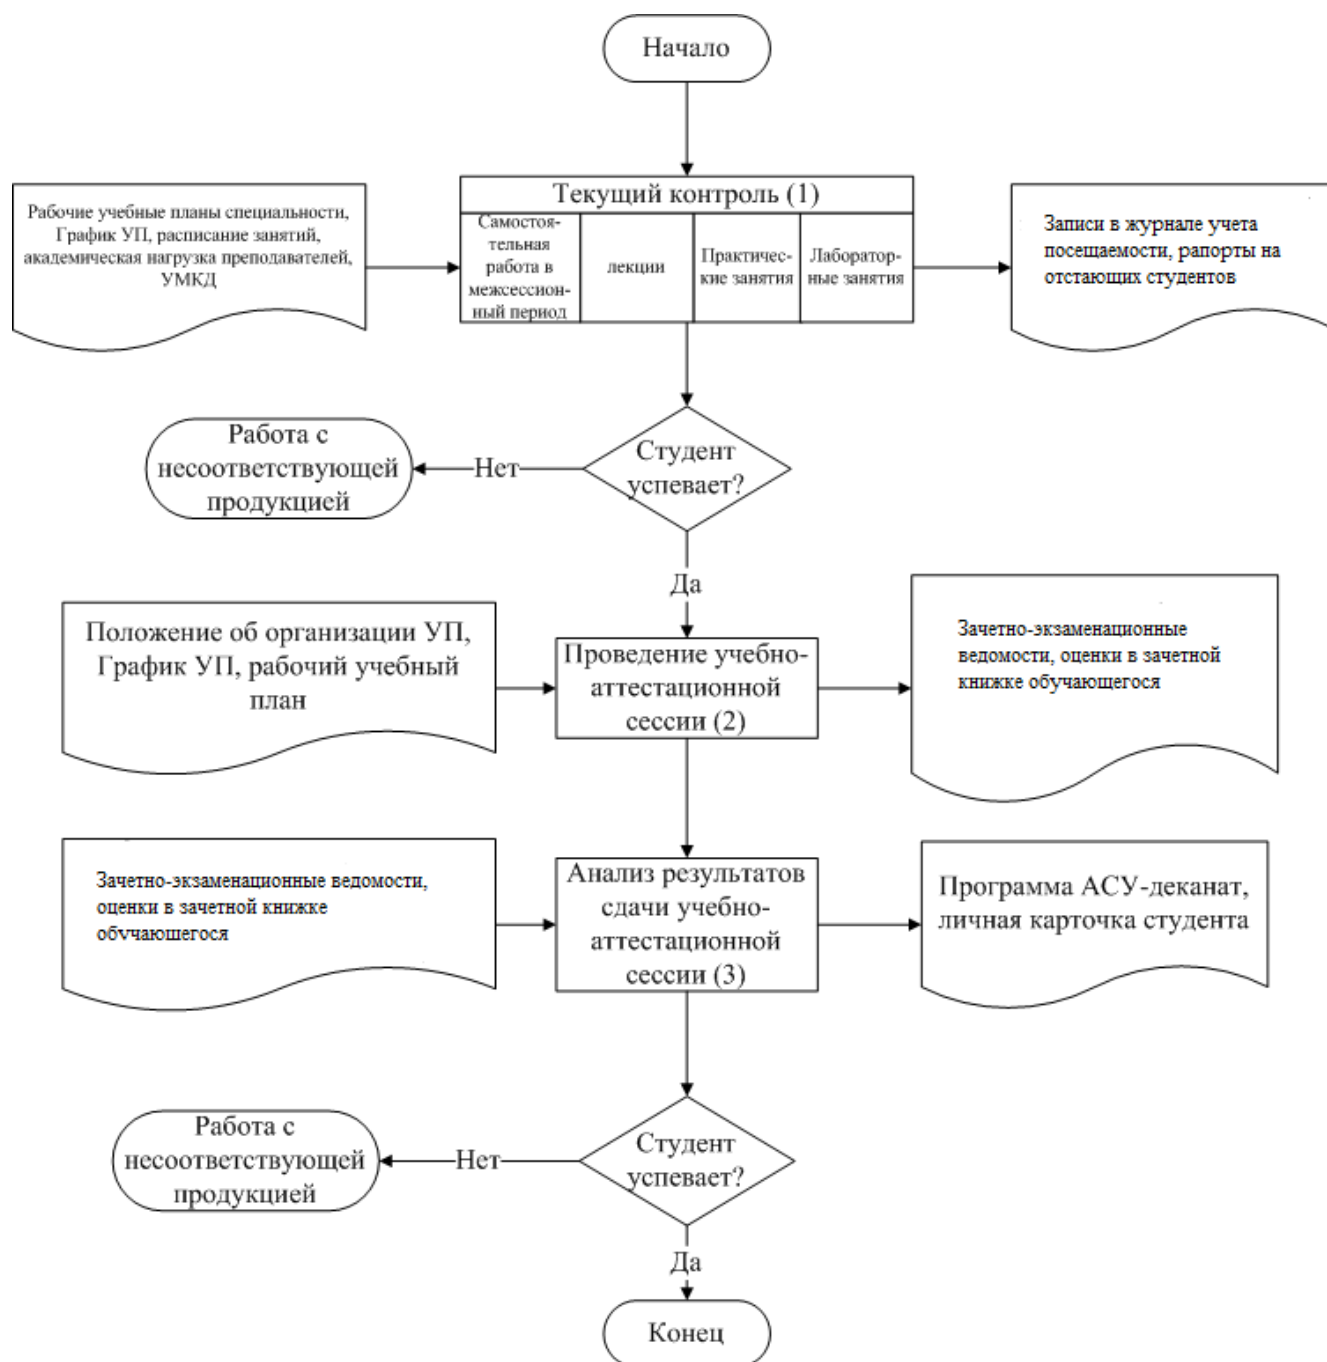 Начало
Рабочие учебные планы специальности,
График УП, расписание занятий,
академическая нагрузка преподавателей,
УМКД
Текущий контроль (1)
Самостоя-
тельная
работа в
межсессион-
ный период
лекции
Практичес-
кие занятия
Лаборатор-
ные занятия
Записи в журнале учета
посещаемости, рапорты на
отстающих студентов
Студент
успевает?
Нет
Работа с
несоответствующей
продукцией
Да
Положение об организации УП,
График УП, рабочий учебный
план
Проведение учебно-
аттестационной
сессии (2)
Зачетно-экзаменационные
ведомости, оценки в зачетной
книжке обучающегося
Зачетно-экзаменационные ведомости,
оценки в зачетной книжке
обучающегося
Анализ результатов
сдачи учебно-
аттестационной
сессии (3)
Программа АСУ-деканат,
личная карточка студента
Студент
успевает?
Нет
Работа с
несоответствующей
продукцией
Да
Конец